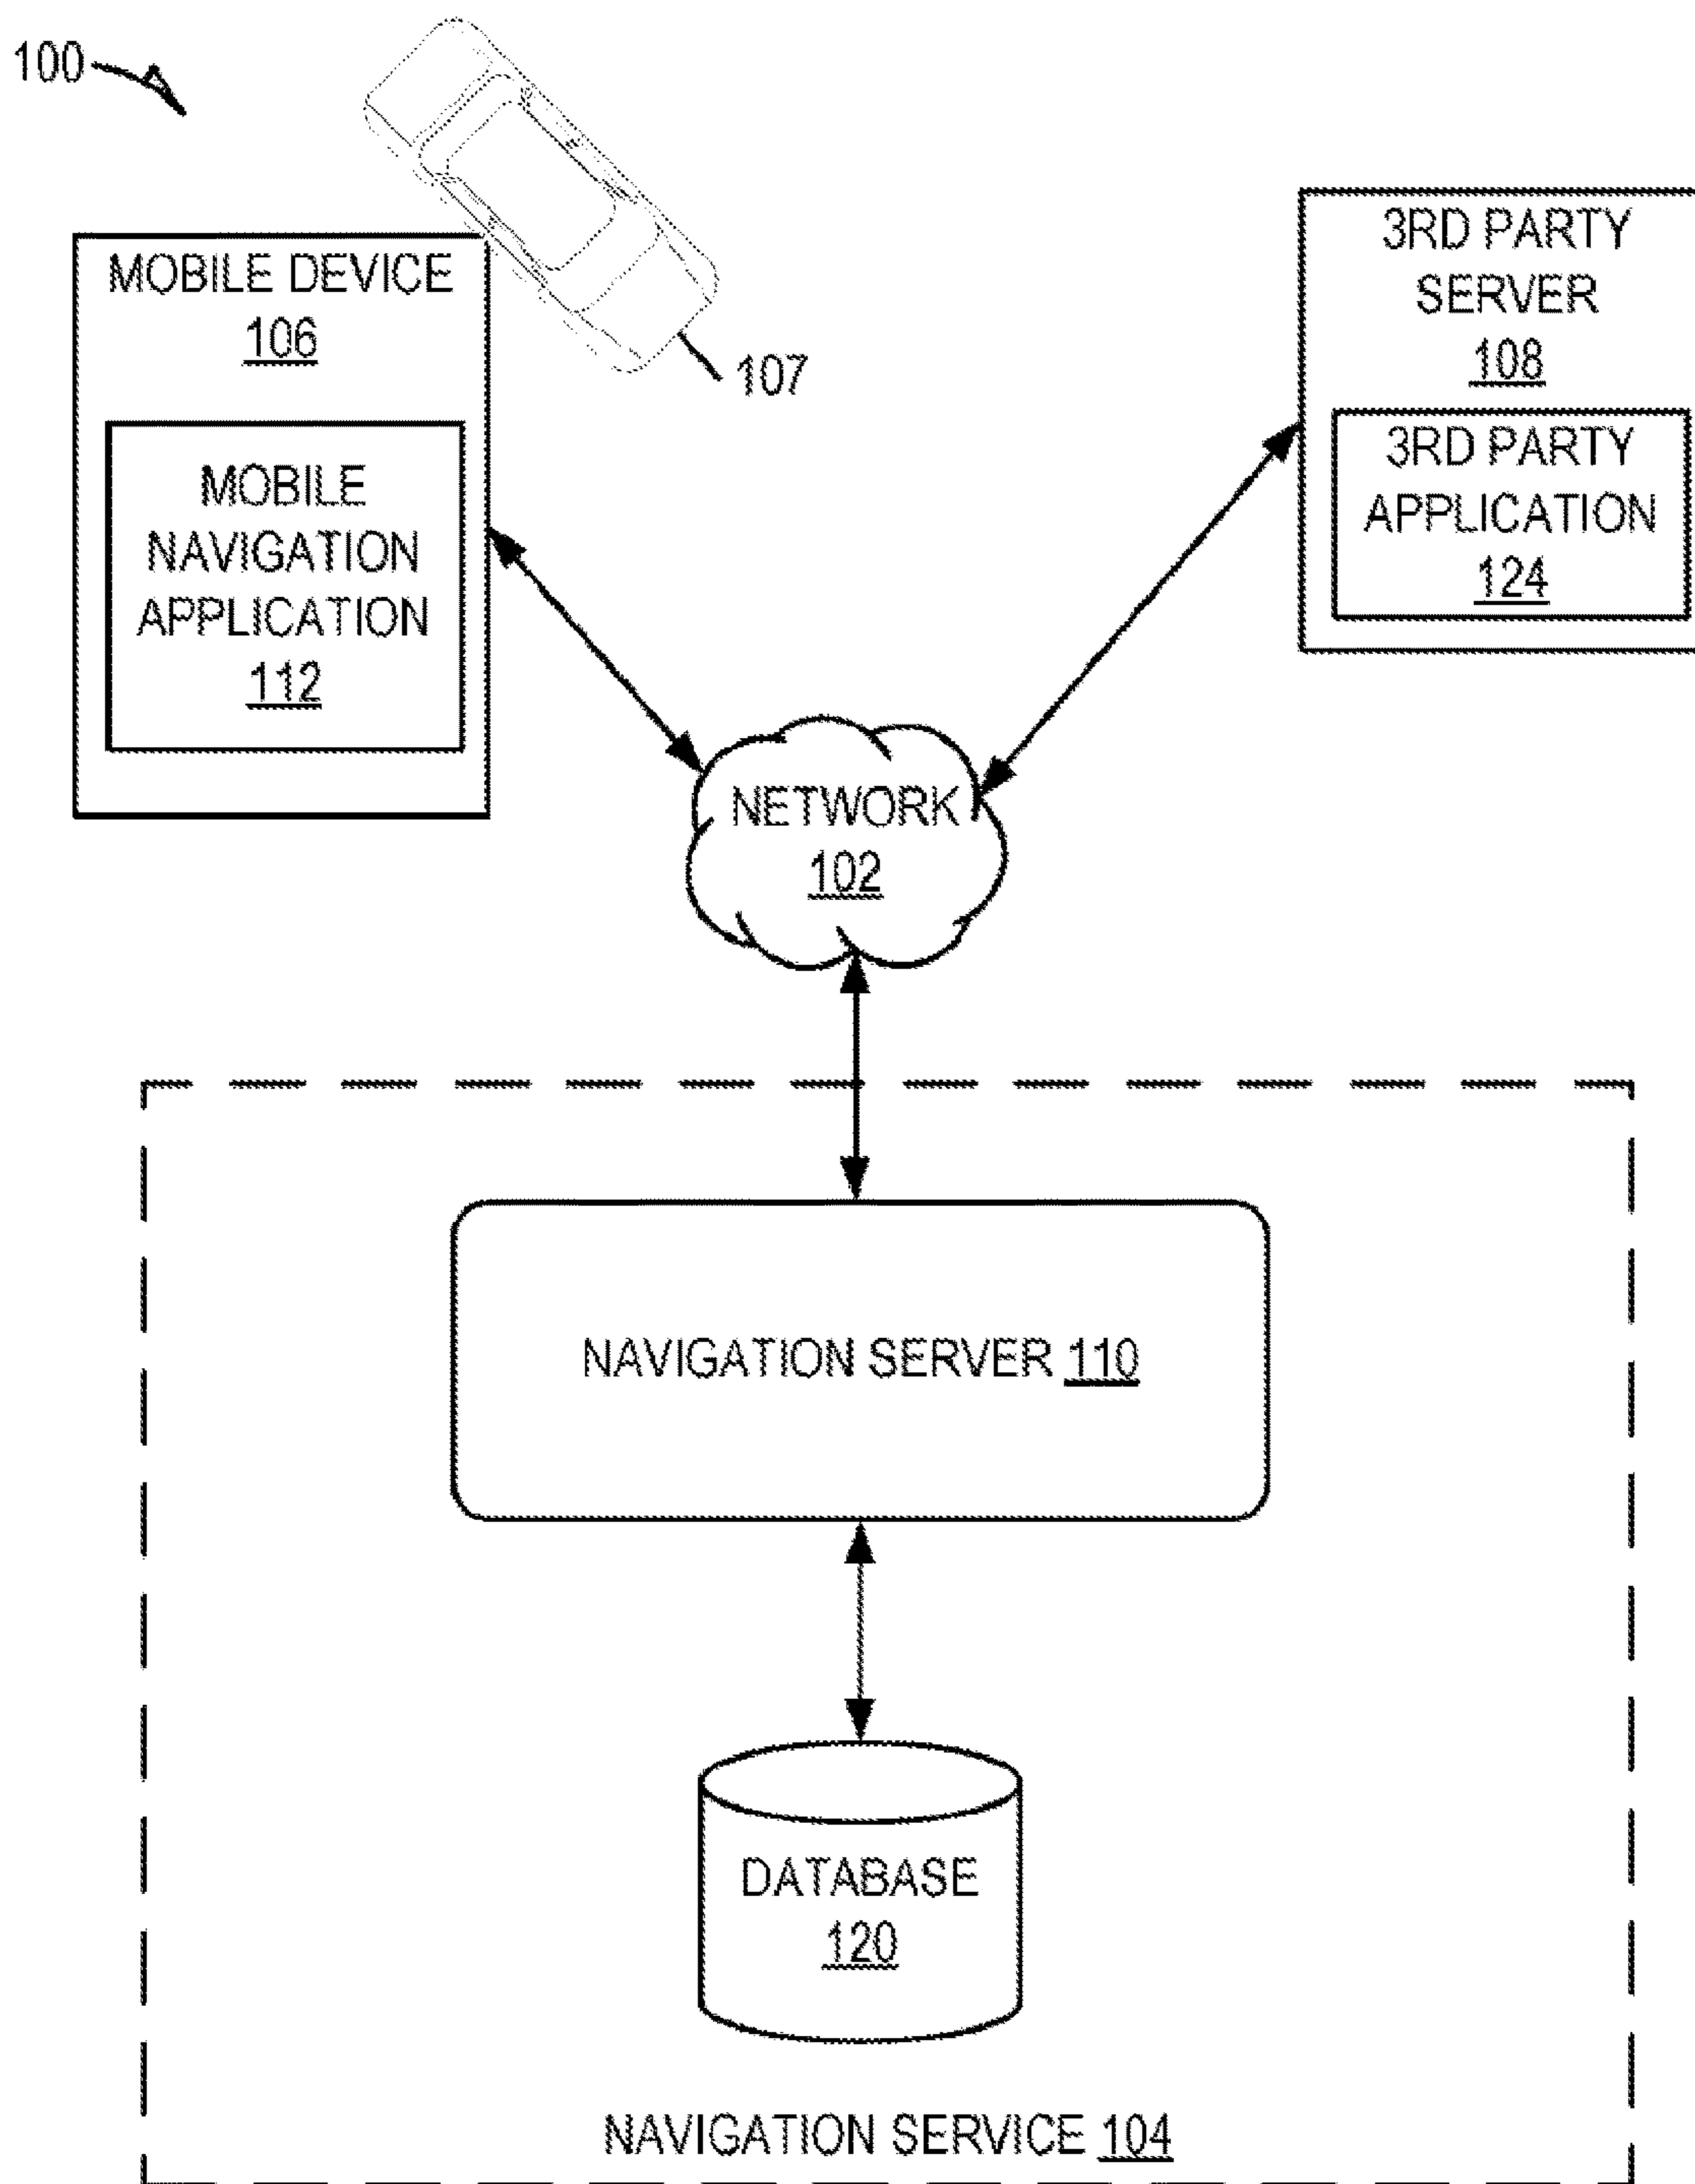 100
MOBILE DEVICE
106
107
MOBILE
NAVIGATION
APPLICATION
112
3RD PARTY
SERVER
108
3RD PARTY
APPLICATION
124
NETWORK
102
NAVIGATION SERVER 110
DATABASE
120
NAVIGATION SERVICE 104